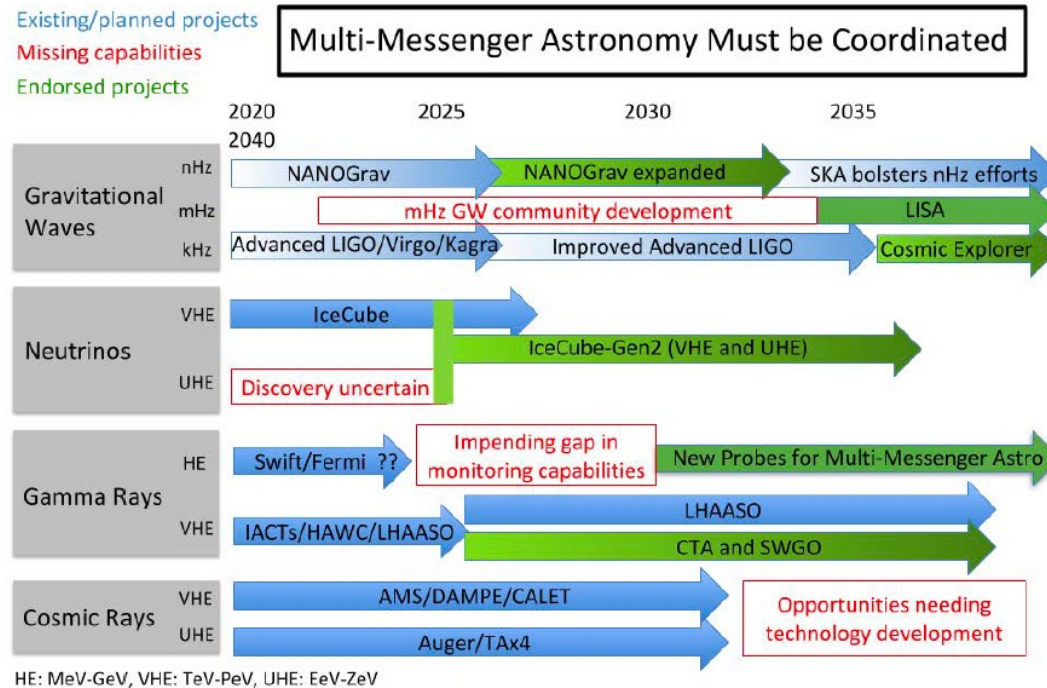 Existing/planned projects
Missing capabilities
Endorsed projects
Multi-Messenger Astronomy Must be Coordinated
2020 2025 2030 2035
2040
Gravitational
Waves
nHz
NANOGrav
NANOGrav expanded
SKA bolsters nHz efforts
mHz
mHz GW community development
LISA
kHz
Advanced LIGO/Virgo/Kagra
Improved Advanced LIGO
Cosmic Explorer
Neutrinos
VHE
IceCube
IceCube-Gen2 (VHE and UHE)
UHE
Discovery uncertain
Gamma Rays
HE
Swift/Fermi ??
Impending gap in
monitoring capabilities
New Probes for Multi-Messenger Astro
VHE
IACTs/HAWC/LHAASO
LHAASO
CTA and SWGO
Cosmic Rays
VHE
AMS/DAMPE/CALET
UHE
Auger/TAx4
Opportunities needing
technology development
HE: MeV-GeV, VHE: TeV-PeV, UHE: EeV-ZeV